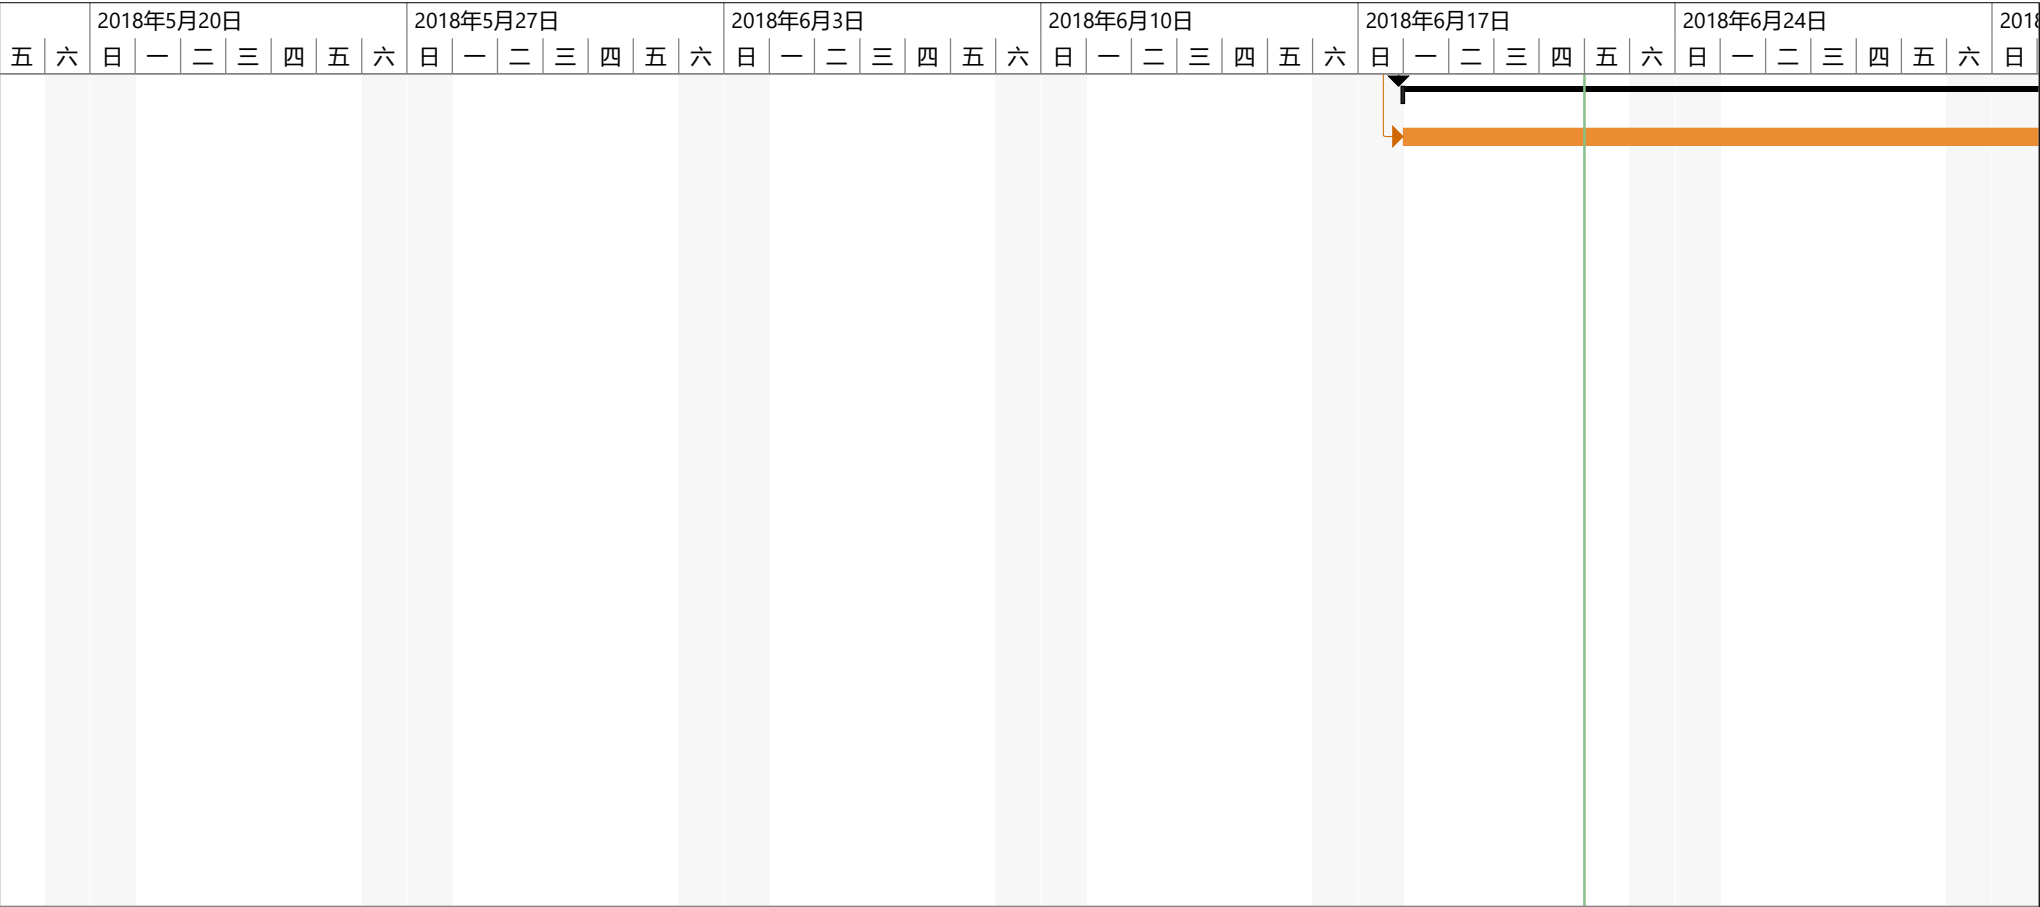 2018年5月20日 2018年5月27日 2018年6月3日 2018年6月10日 2018年6月17日 2018年6月24日 2018
五 六 日 一 二 三 四 五 六 日 一 二 三 四 五 六 日 一 二 三 四 五 六 日 一 二 三 四 五 六 日 一 二 三 四 五 六 日 一 二 三 四 五 六 日